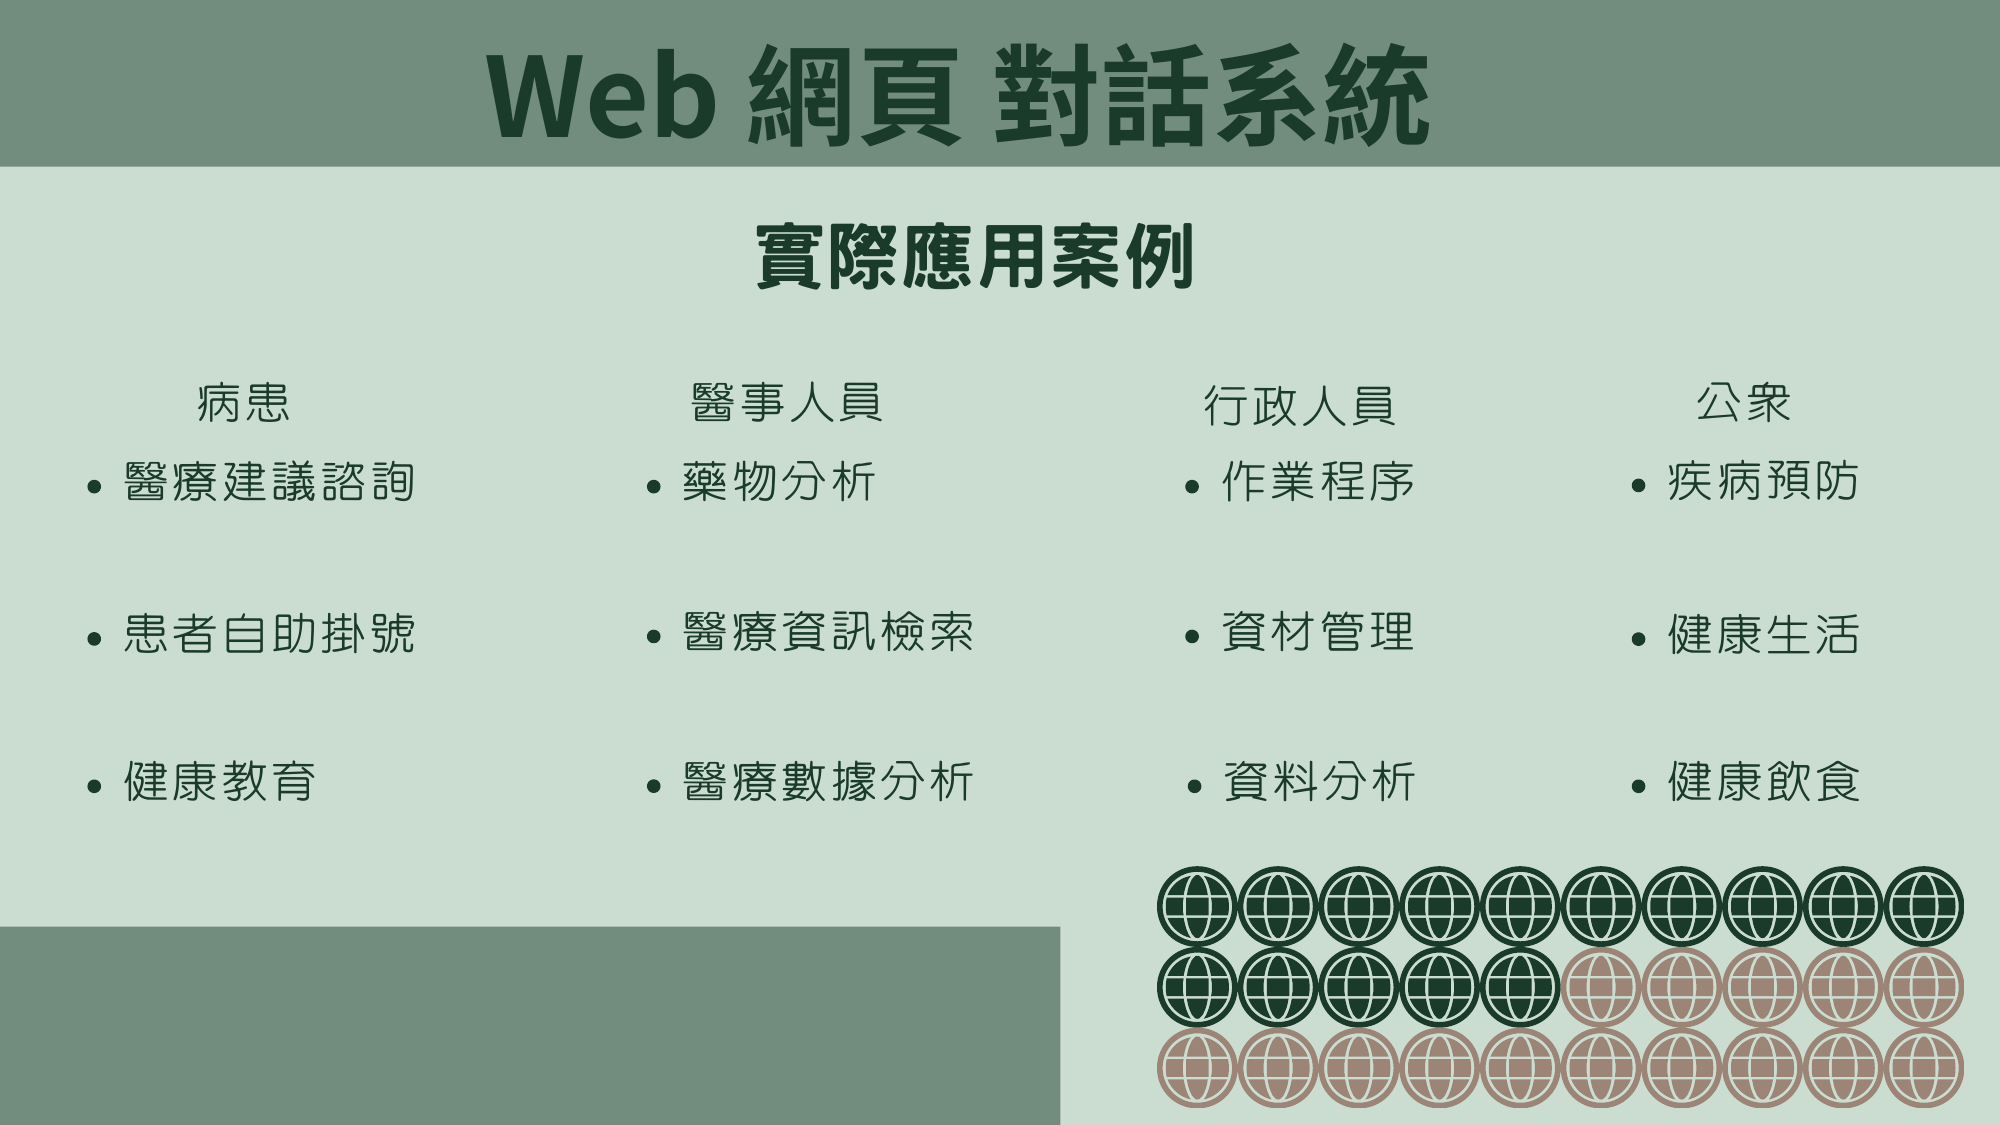 Web 網頁 對話系統
實際應用案例
病患
• 醫療建議諮詢
• 患者自助掛號
• 健康教育
醫事人員
• 藥物分析
• 醫療資訊檢索
• 醫療數據分析
行政人員
• 作業程序
• 資材管理
• 資料分析
公眾
• 疾病預防
• 健康生活
• 健康飲食